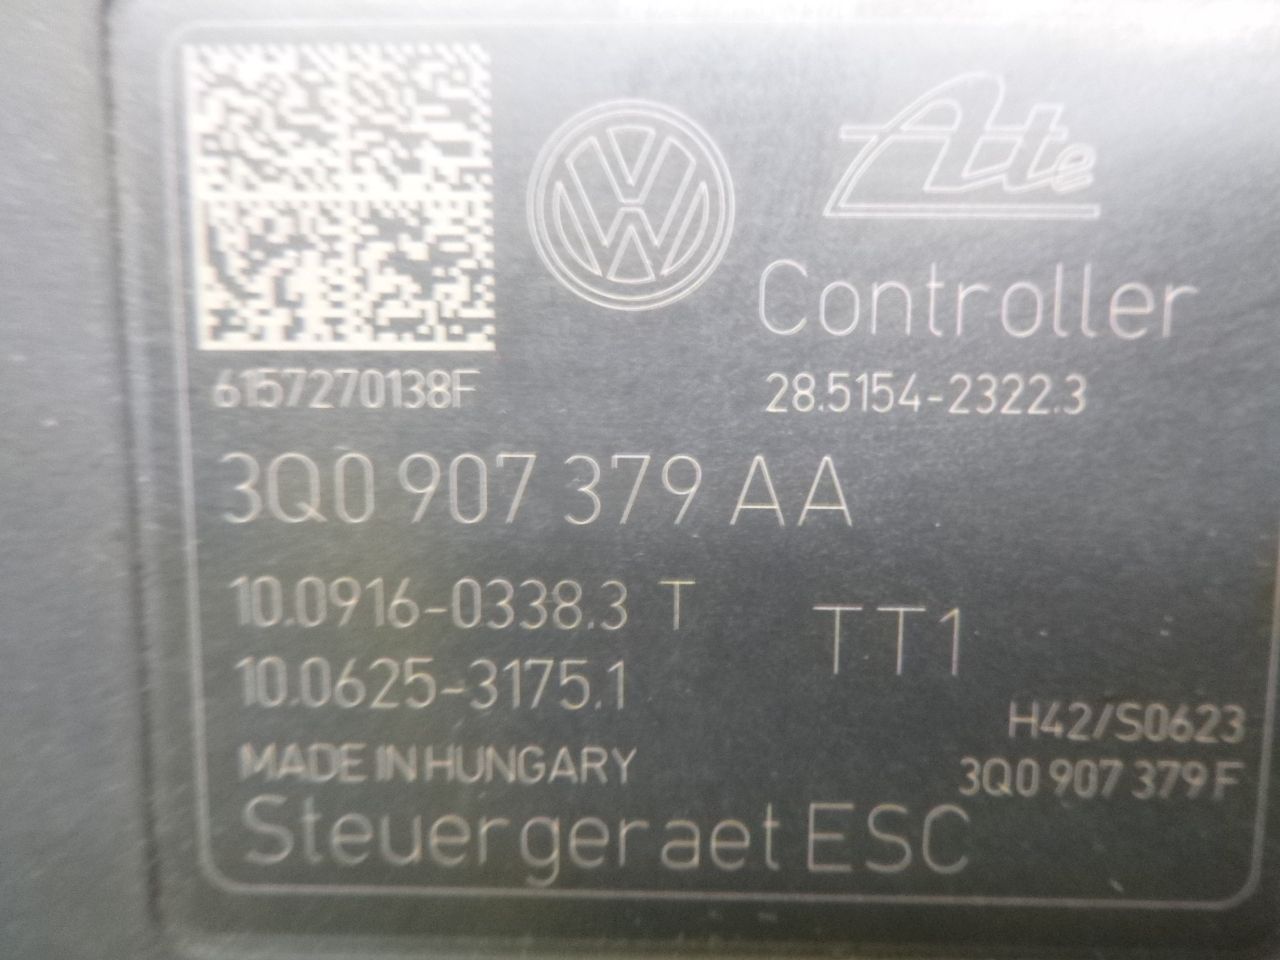 Ate
Controller
6157270138F
28.5154-2322.3
3Q0 907 379 AA
10.0916-0338.3 T
TT1
10.0625-3175.1
H42/S0623
MADE IN HUNGARY
3Q0 907 379 F
Steuergeraet ESC